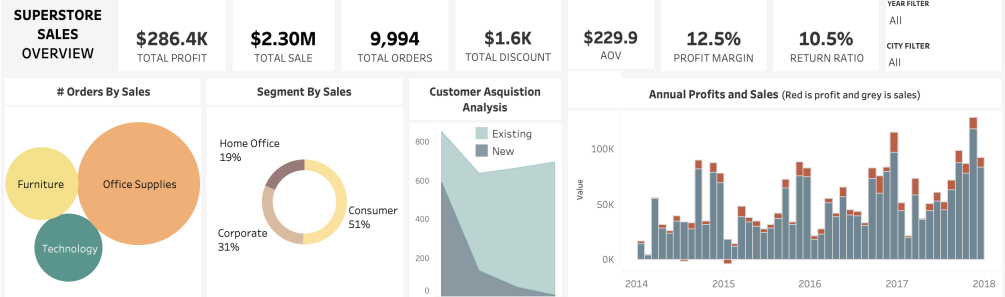 SUPERSTORE
SALES
OVERVIEW
$286.4K
TOTAL PROFIT
$2.30M
TOTAL SALE
9,994
TOTAL ORDERS
$1.6K
TOTAL DISCOUNT
$229.9
AOV
12.5%
PROFIT MARGIN
10.5%
RETURN RATIO
YEAR FILTER
All
CITY FILTER
All
# Orders By Sales
Furniture
Office Supplies
Technology
Segment By Sales
Home Office
19%
Consumer
51%
Corporate
31%
Customer Acquistion
Analysis
Existing
New
800
600
400
200
0
Annual Profits and Sales (Red is profit and grey is sales)
Value
100K
50K
0K
2014
2015
2016
2017
2018